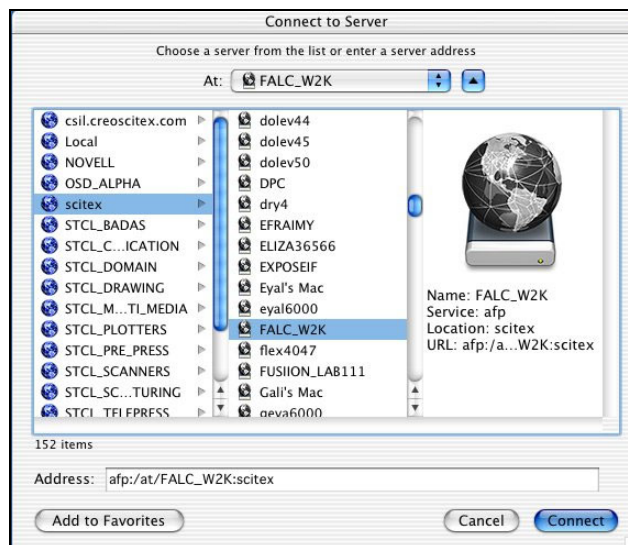 Connect to Server
Choose a server from the list or enter a server address
At: FALC_W2K
csil.creoscitex.com
Local
NOVELL
OSD_ALPHA
scitex
STCL_BADAS
STCL_C...ICATION
STCL_DOMAIN
STCL_DRAWING
STCL_M...TI_MEDIA
STCL_PLOTTERS
STCL_PRE_PRESS
STCL_SCANNERS
STCL_SC...TURING
STCL_TELEPRESS
dolev44
dolev45
dolev50
DPC
dry4
EFRAIMY
ELIZA36566
EXPOSEIF
Eyal's Mac
eyal6000
FALC_W2K
flex4047
FUSIION_LAB111
Gali's Mac
geva6000
Name: FALC_W2K
Service: afp
Location: scitex
URL: afp:/a...W2K:scitex
152 items
Address: afp:/at/FALC_W2K:scitex
Add to Favorites
Cancel
Connect